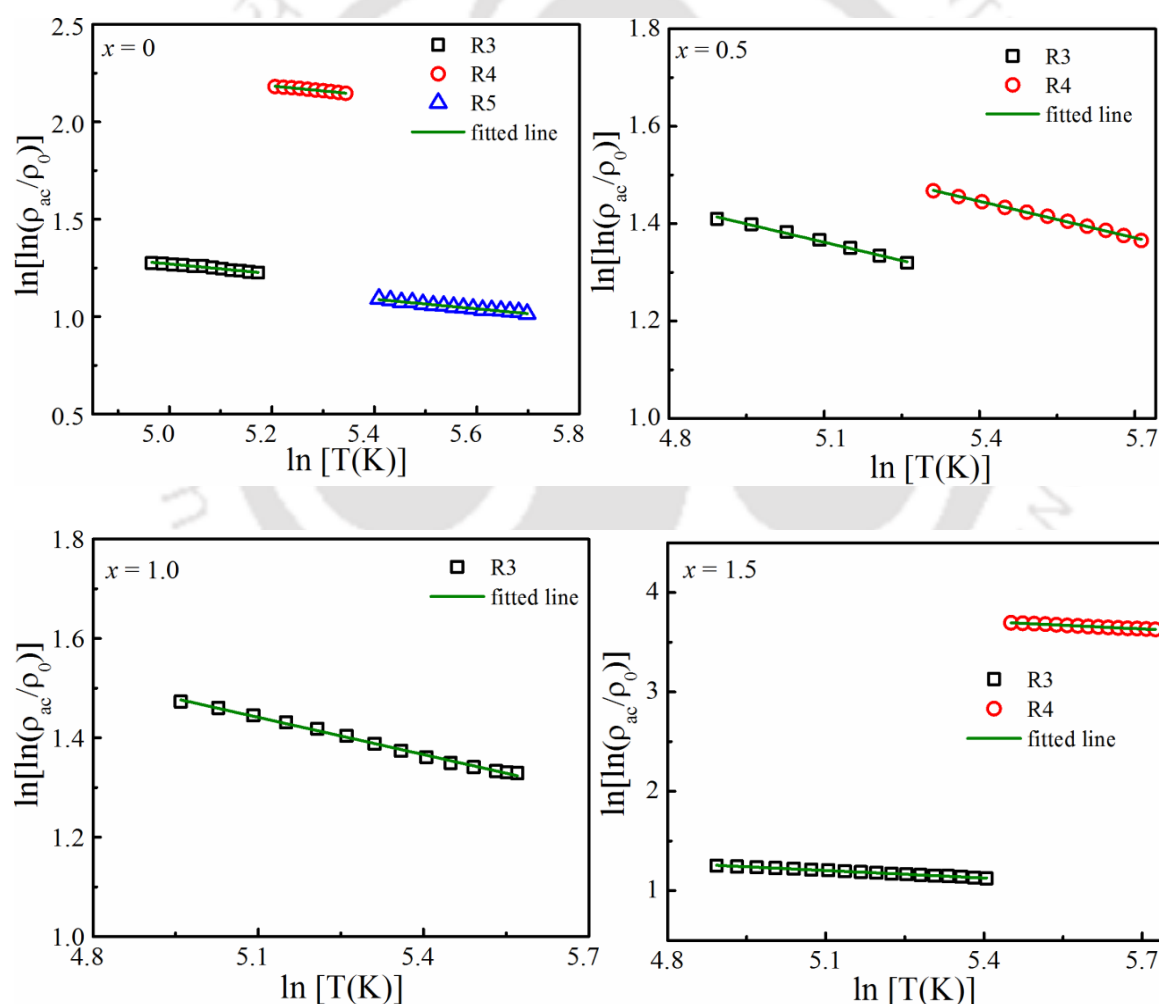 x = 0
R3
R4
R5
fitted line
2.5
2.0
1.5
1.0
0.5
ln[ln(ρac/ρ0)]
5.0 5.2 5.4 5.6 5.8
ln [T(K)]
x = 0.5
R3
R4
fitted line
1.8
1.6
1.4
1.2
1.0
ln[ln(ρac/ρ0)]
4.8 5.1 5.4 5.7
ln [T(K)]
x = 1.0
R3
fitted line
1.8
1.6
1.4
1.2
1.0
ln[ln(ρac/ρ0)]
4.8 5.1 5.4 5.7
ln [T(K)]
x = 1.5
R3
R4
fitted line
4
3
2
1
ln[ln(ρac/ρ0)]
4.8 5.1 5.4 5.7
ln [T(K)]